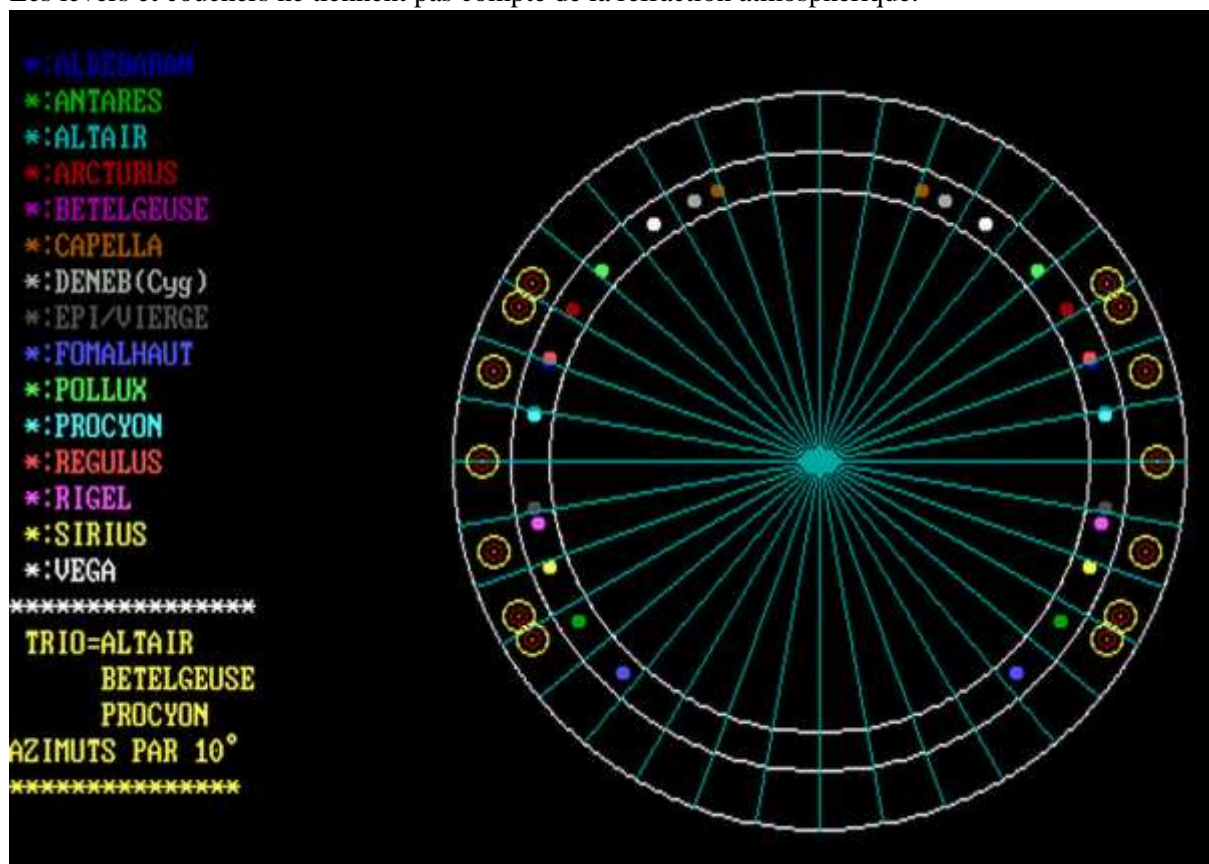 Les levers et couchers ne tiennent pas compte de la réfraction atmosphérique.
*:ALDEBARAN
*:ANTARES
*:ALTAIR
*:ARCTURUS
*:BETELGEUSE
*:CAPELLA
*:DENEB(Cyg)
*:EPI/VIERGE
*:FOMALHAUT
*:POLLUX
*:PROCYON
*:REGULUS
*:RIGEL
*:SIRIUS
*:VEGA
****************
TRIO=ALTAIR
BETELGEUSE
PROCYON
AZIMUTS PAR 10°
***************